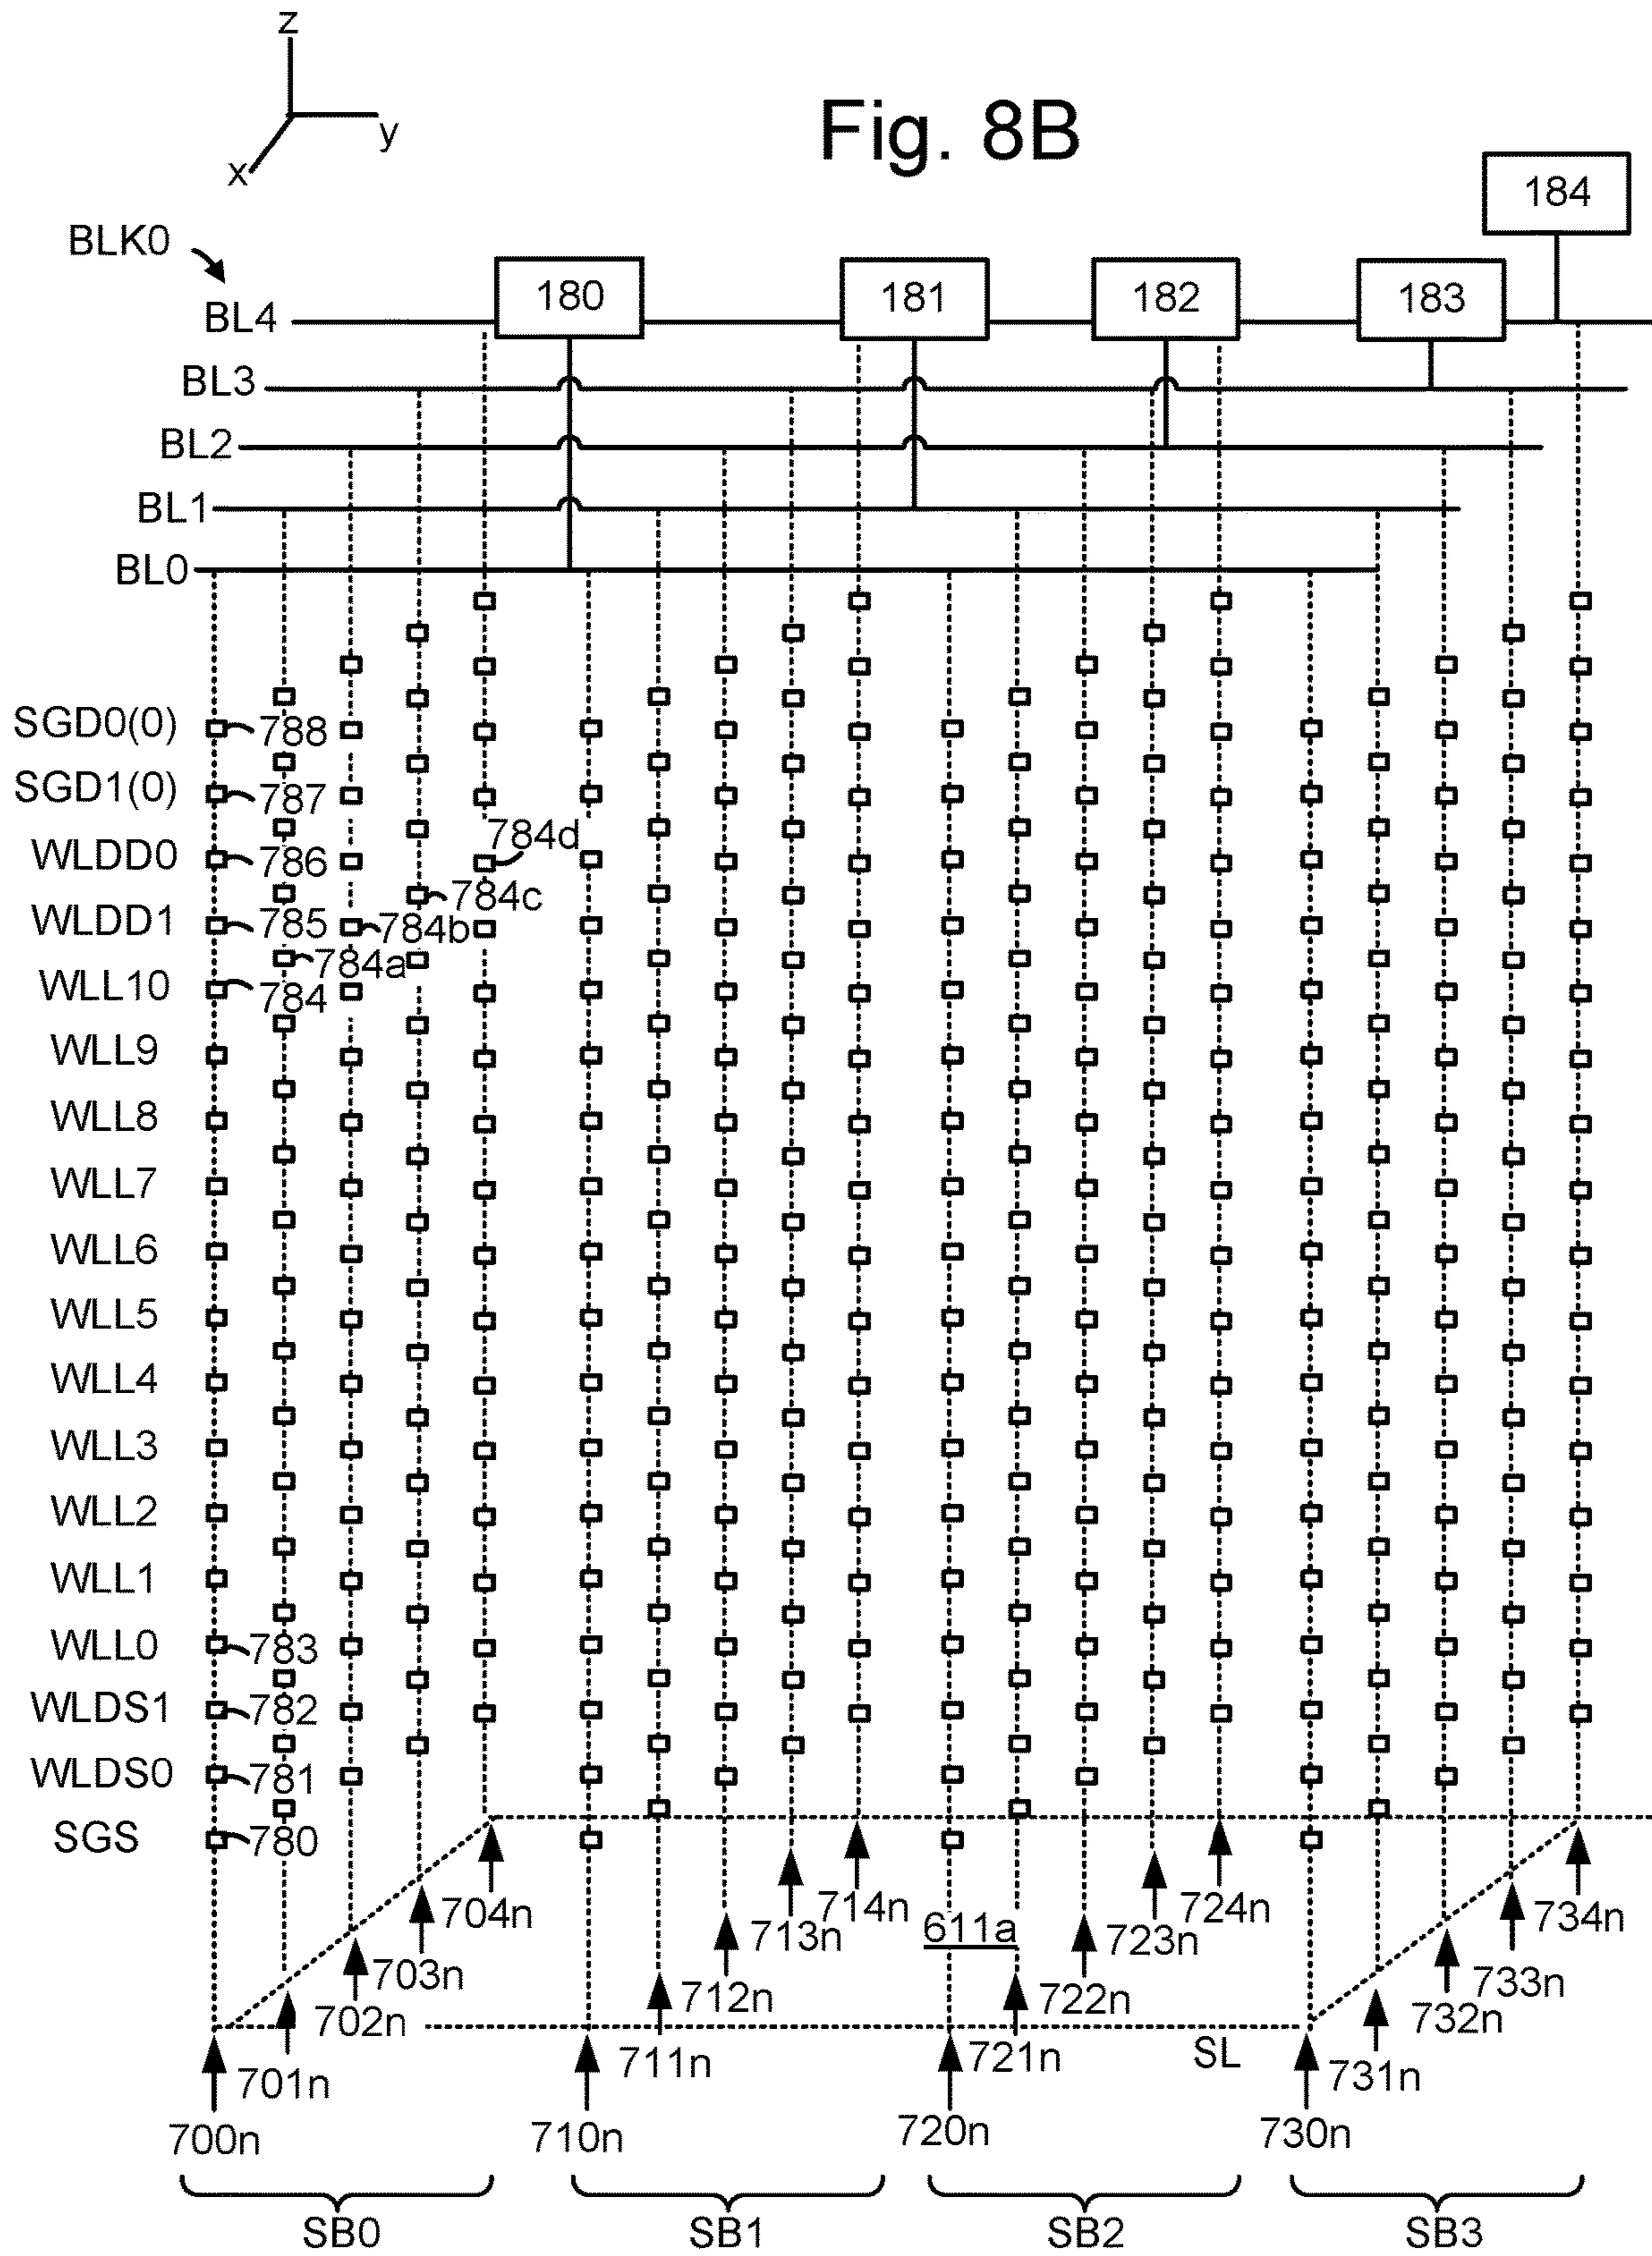 z
y
x
Fig. 8B
184
BLK0
180
181
182
183
BL4
BL3
BL2
BL1
BL0
SGD0(0)
788
SGD1(0)
787
784d
WLDD0
786
784c
WLDD1
785
784b
784a
WLL10
784
WLL9
WLL8
WLL7
WLL6
WLL5
WLL4
WLL3
WLL2
WLL1
WLL0
783
WLDS1
782
WLDS0
781
SGS
780
704n
714n
724n
734n
703n
713n
611a
723n
733n
702n
712n
722n
732n
701n
711n
721n
SL
731n
700n
710n
720n
730n
SB0
SB1
SB2
SB3